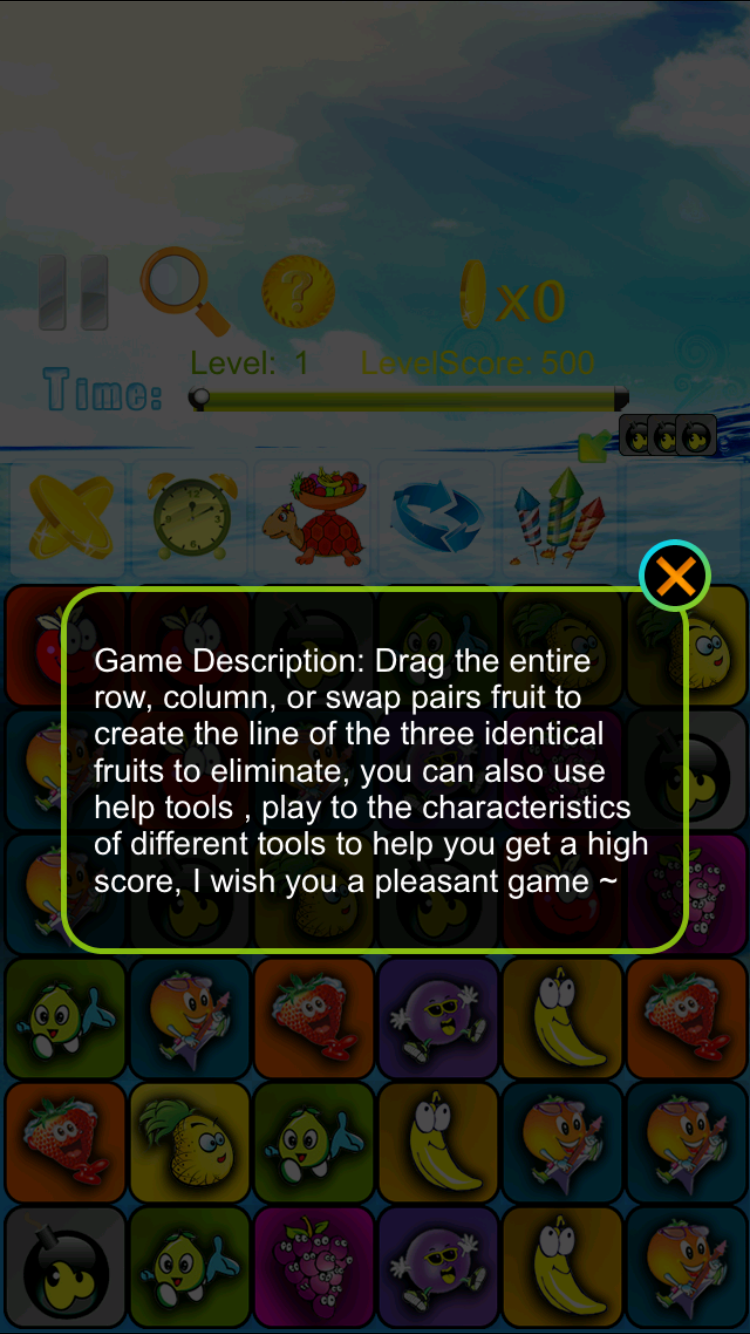 x0
Level: 1 LevelScore: 500
Time:
Game Description: Drag the entire
row, column, or swap pairs fruit to
create the line of the three identical
fruits to eliminate, you can also use
help tools , play to the characteristics
of different tools to help you get a high
score, I wish you a pleasant game ~